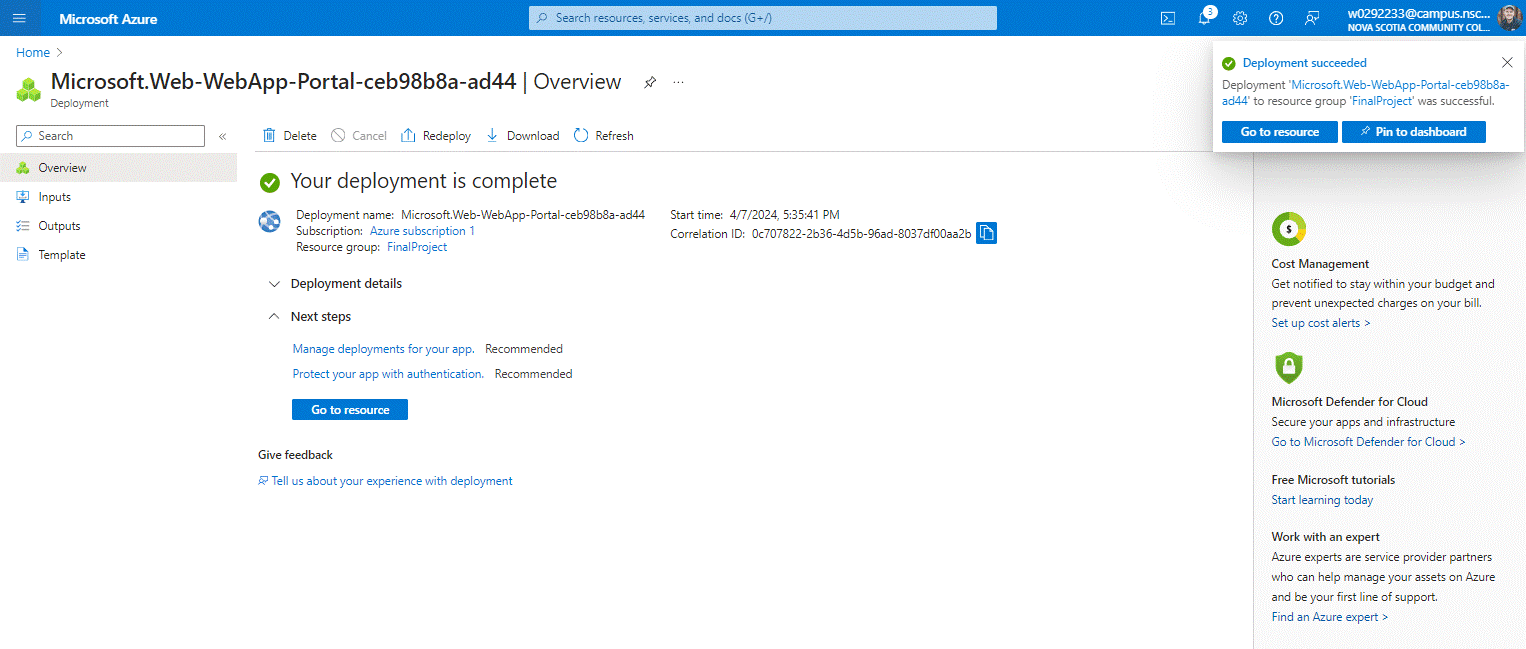 Microsoft Azure
Search resources, services, and docs (G+/)
3
w0292233@campus.nsc...
NOVA SCOTIA COMMUNITY COL...
Home
Microsoft.Web-WebApp-Portal-ceb98b8a-ad44 | Overview
...
Deployment
Deployment succeeded
Deployment 'Microsoft.Web-WebApp-Portal-ceb98b8a-
ad44' to resource group 'FinalProject' was successful.
Go to resource
Pin to dashboard
Search
«
Delete
Cancel
Redeploy
Download
Refresh
Overview
Inputs
Outputs
Template
Your deployment is complete
Deployment name: Microsoft.Web-WebApp-Portal-ceb98b8a-ad44
Subscription: Azure subscription 1
Resource group: FinalProject
Start time: 4/7/2024, 5:35:41 PM
Correlation ID: 0c707822-2b36-4d5b-96ad-8037df00aa2b
Deployment details
Next steps
Manage deployments for your app. Recommended
Protect your app with authentication. Recommended
Go to resource
Give feedback
Tell us about your experience with deployment
$
Cost Management
Get notified to stay within your budget and
prevent unexpected charges on your bill.
Set up cost alerts >
Microsoft Defender for Cloud
Secure your apps and infrastructure
Go to Microsoft Defender for Cloud >
Free Microsoft tutorials
Start learning today
Work with an expert
Azure experts are service provider partners
who can help manage your assets on Azure
and be your first line of support.
Find an Azure expert >